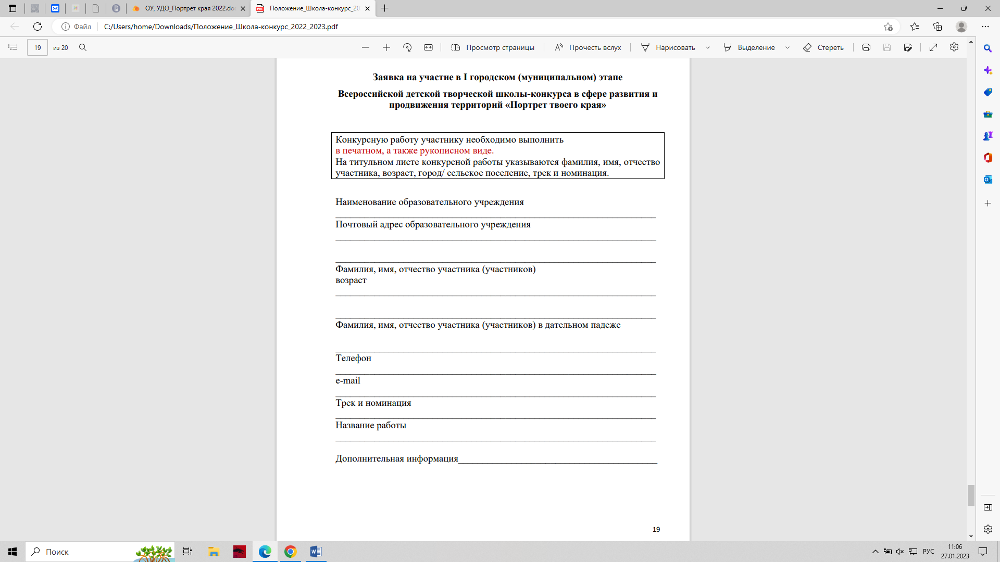 ОУ, УДО_Портрет края 2022.do
Положение_Школа-конкурс_20
Файл
C:/Users/home/Downloads/Положение_Школа-конкурс_2022_2023.pdf
19 из 20
Просмотр страницы
Прочесть вслух
Нарисовать
Выделение
Стереть
Заявка на участие в I городском (муниципальном) этапе
Всероссийской детской творческой школы-конкурса в сфере развития и
продвижения территорий «Портрет твоего края»
Конкурсную работу участнику необходимо выполнить
в печатном, а также рукописном виде.
На титульном листе конкурсной работы указываются фамилия, имя, отчество
участника, возраст, город/ сельское поселение, трек и номинация.
Наименование образовательного учреждения
Почтовый адрес образовательного учреждения
Фамилия, имя, отчество участника (участников)
возраст
Фамилия, имя, отчество участника (участников) в дательном падеже
Телефон
e-mail
Трек и номинация
Название работы
Дополнительная информация
19
Поиск
РУС
11:06
27.01.2023